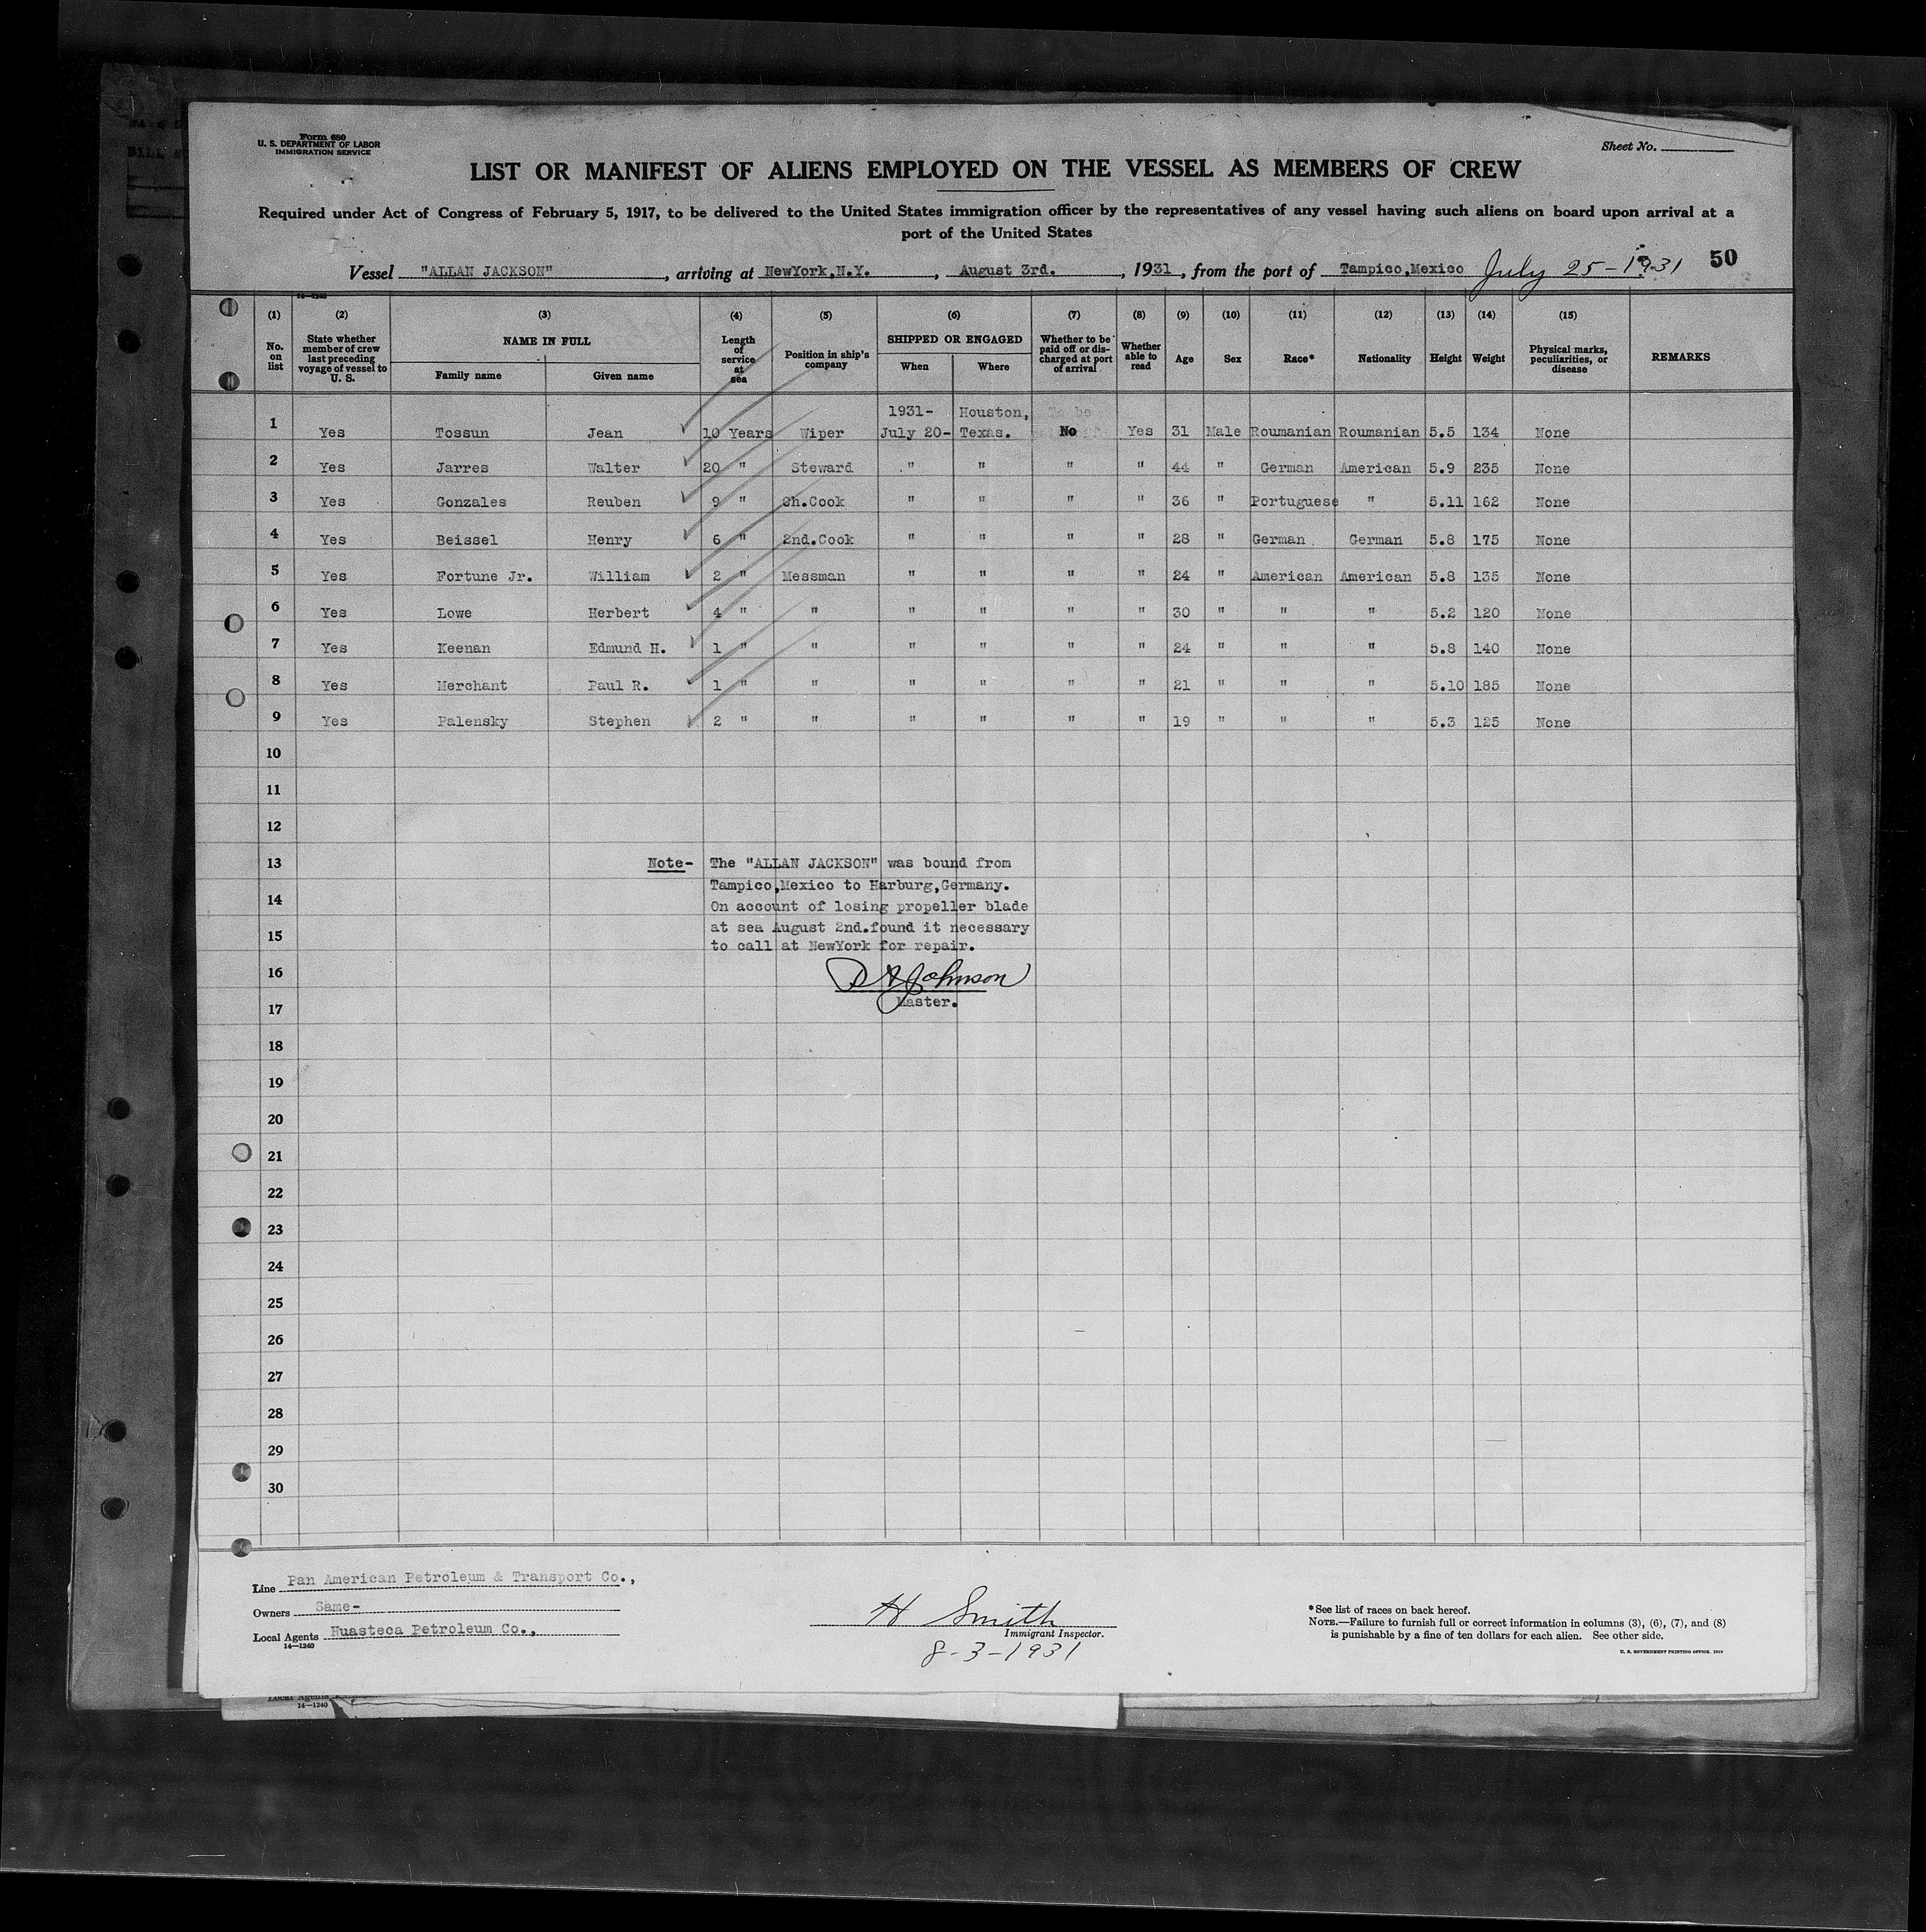 Form 680
U. S. DEPARTMENT OF LABOR
IMMIGRATION SERVICE
Sheet No.
LIST OR MANIFEST OF ALIENS EMPLOYED ON THE VESSEL AS MEMBERS OF CREW
Required under Act of Congress of February 5, 1917, to be delivered to the United States immigration officer by the representatives of any vessel having such aliens on board upon arrival at a
port of the United States
Vessel "ALLAN JACKSON", arriving at NewYork,N.Y., August 3rd., 1931, from the port of Tampico,Mexico July 25-1931 50
14—1240
(1) (2) (3) (4) (5) (6) (7) (8) (9) (10) (11) (12) (13) (14) (15)
No. on list State whether member of crew last preceding voyage of vessel to U. S. NAME IN FULL Family name Given name Length of service at sea Position in ship's company SHIPPED OR ENGAGED When Where Whether to be paid off or discharged at port of arrival Whether able to read Age Sex Race* Nationality Height Weight Physical marks, peculiarities, or disease REMARKS
1931- Houston, To be
1 Yes Tossun Jean 10 Years Wiper July 20- Texas. No Yes 31 Male Roumanian Roumanian 5.5 134 None
2 Yes Jarres Walter 20 " Steward " " " " 44 " German American 5.9 235 None
3 Yes Gonzales Reuben 9 " Ch.Cook " " " " 36 " Portuguese " 5.11 162 None
4 Yes Beissel Henry 6 " 2nd.Cook " " " " 28 " German German 5.8 175 None
5 Yes Fortune Jr. William 2 " Messman " " " " 24 " American American 5.8 135 None
6 Yes Lowe Herbert 4 " " " " " " 30 " " " 5.2 120 None
7 Yes Keenan Edmund H. 1 " " " " " " 24 " " " 5.8 140 None
8 Yes Merchant Paul R. 1 " " " " " " 21 " " " 5.10 185 None
9 Yes Palensky Stephen 2 " " " " " " 19 " " " 5.3 125 None
10
11
12
13 Note- The "ALLAN JACKSON" was bound from
Tampico,Mexico to Harburg,Germany.
14 On account of losing propeller blade
15 at sea August 2nd.found it necessary
to call at NewYork for repair.
16 D A Johnson
17 Master.
18
19
20
21
22
23
24
25
26
27
28
29
30
Line Pan American Petroleum & Transport Co.,
Owners Same-
Local Agents Huasteca Petroleum Co.,
14—1240
H Smith
Immigrant Inspector.
8-3-1931
*See list of races on back hereof.
NOTE.—Failure to furnish full or correct information in columns (3), (6), (7), and (8)
is punishable by a fine of ten dollars for each alien. See other side.
U. S. GOVERNMENT PRINTING OFFICE.
Local Agents
14—1240